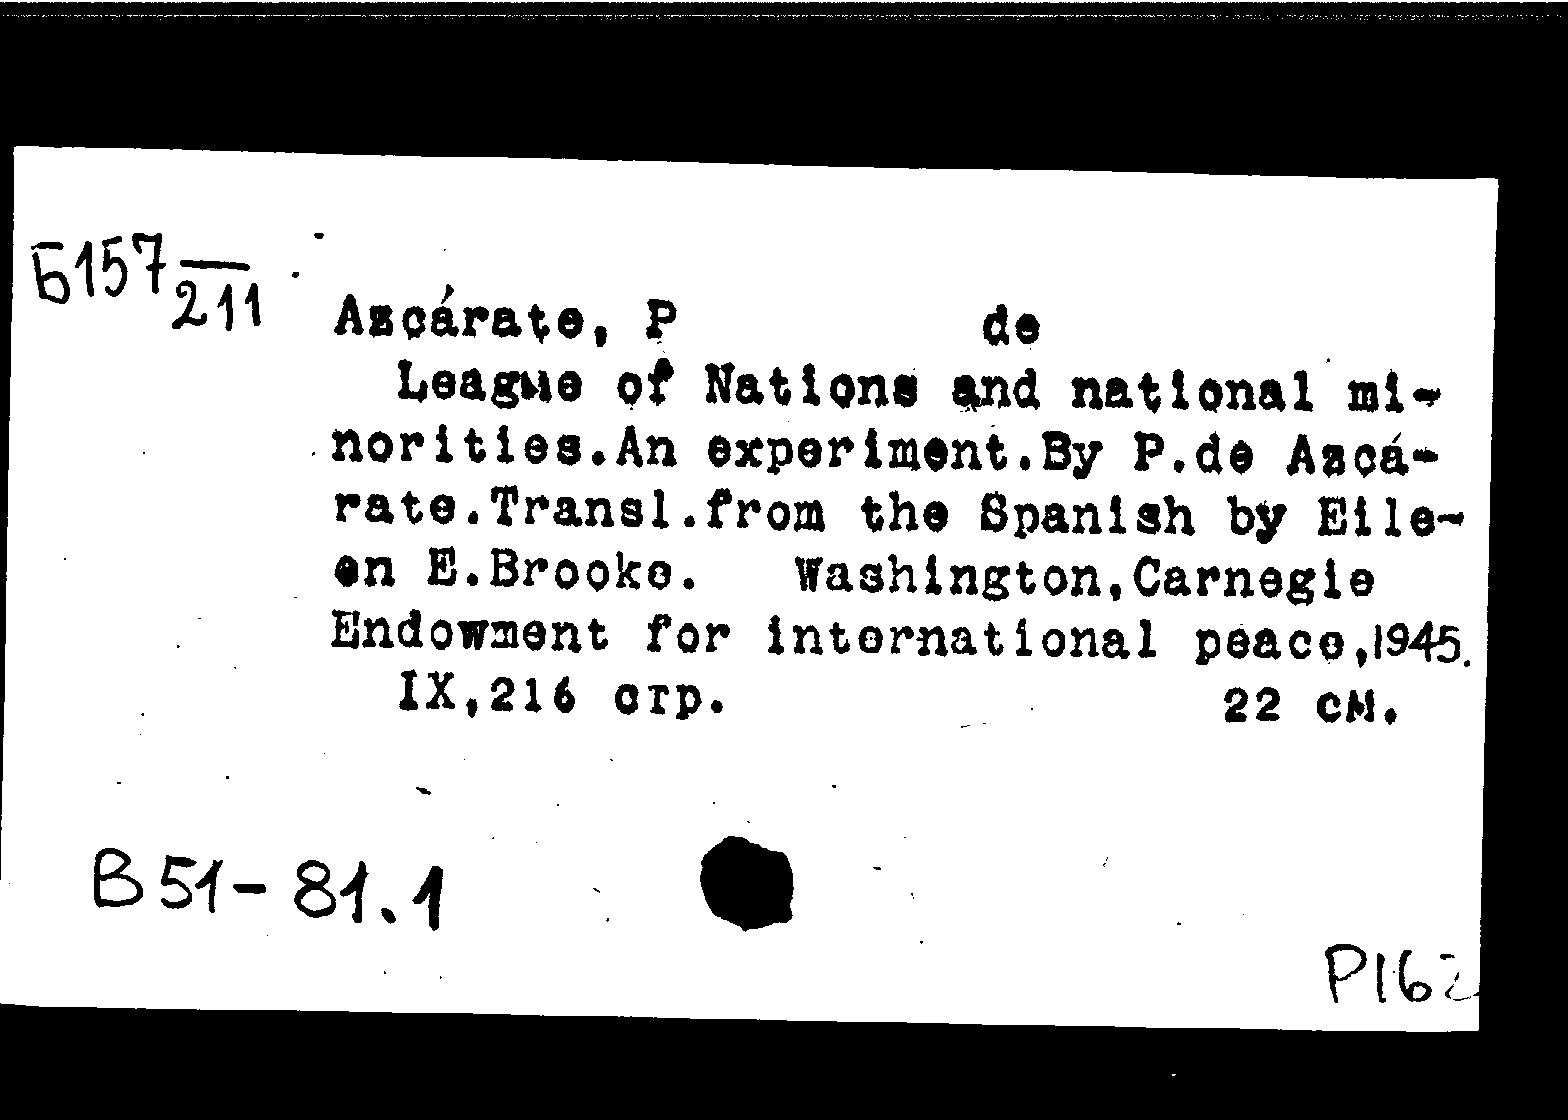 Б157
211
Azcárate, P de
League of Nations and national mi-
norities.An experiment.By P.de Azcá-
rate.Transl.from the Spanish by Eile-
en E.Brooke. Washington,Carnegie
Endowment for international peace,1945.
IX,216 стр. 22 см.
В51-81.1
P162